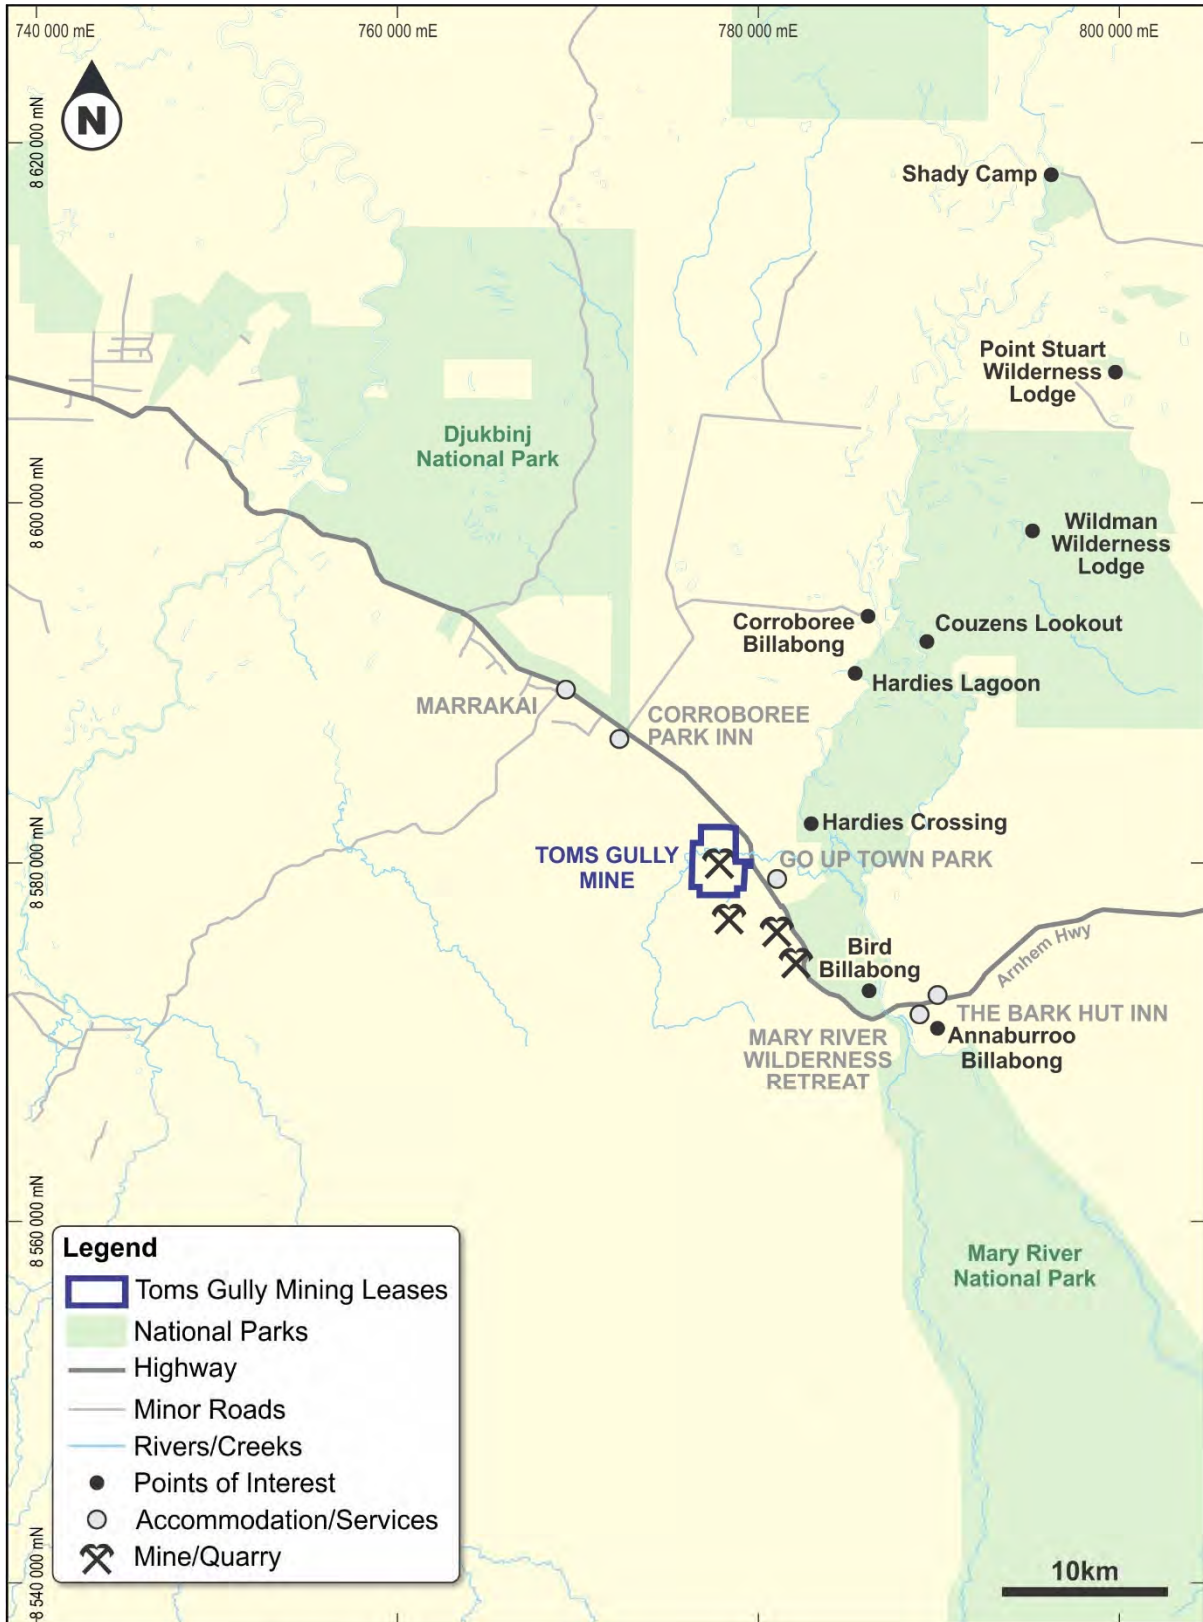 740 000 mE
760 000 mE
780 000 mE
800 000 mE
N
8 620 000 mN
Shady Camp
Point Stuart
Wilderness
Lodge
Djukbinj
National Park
8 600 000 mN
Wildman
Wilderness
Lodge
Corroboree
Billabong
Couzens Lookout
Hardies Lagoon
MARRAKAI
CORROBOREE
PARK INN
Hardies Crossing
TOMS GULLY
MINE
GO UP TOWN PARK
8 580 000 mN
Bird
Billabong
Arnhem Hwy
THE BARK HUT INN
MARY RIVER
WILDERNESS
RETREAT
Annaburroo
Billabong
8 560 000 mN
Mary River
National Park
Legend
Toms Gully Mining Leases
National Parks
Highway
Minor Roads
Rivers/Creeks
Points of Interest
Accommodation/Services
Mine/Quarry
8 540 000 mN
10km